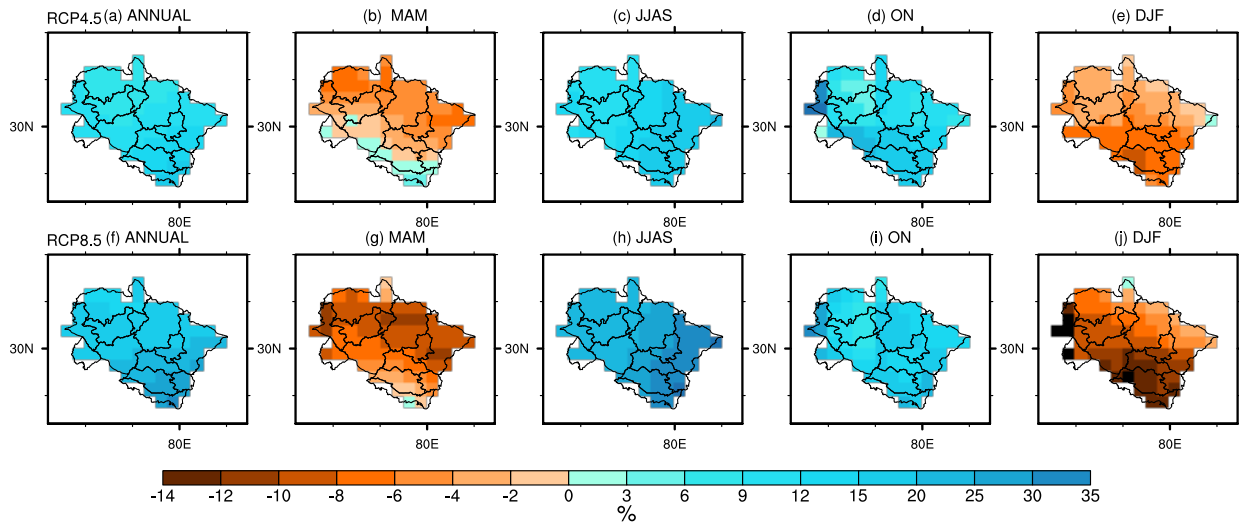 RCP4.5 (a) ANNUAL (b) MAM (c) JJAS (d) ON (e) DJF
30N 30N 30N 30N 30N
80E 80E 80E 80E 80E
RCP8.5 (f) ANNUAL (g) MAM (h) JJAS (i) ON (j) DJF
30N 30N 30N 30N 30N
80E 80E 80E 80E 80E
-14 -12 -10 -8 -6 -4 -2 0 3 6 9 12 15 20 25 30 35
%